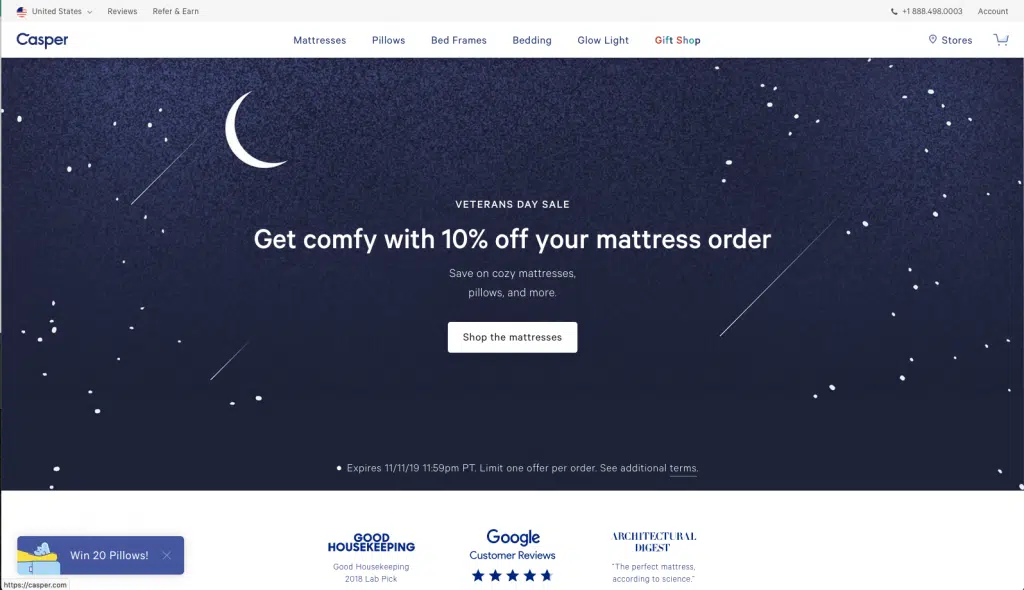 United States
Reviews
Refer & Earn
+1 888.498.0003
Account
Casper
Mattresses
Pillows
Bed Frames
Bedding
Glow Light
Gift Shop
Stores
VETERANS DAY SALE
Get comfy with 10% off your mattress order
Save on cozy mattresses,
pillows, and more.
Shop the mattresses
Expires 11/11/19 11:59pm PT. Limit one offer per order. See additional terms.
GOOD
HOUSEKEEPING
Good Housekeeping
2018 Lab Pick
Google
Customer Reviews
ARCHITECTURAL
DIGEST
"The perfect mattress,
according to science."
Win 20 Pillows!
https://casper.com